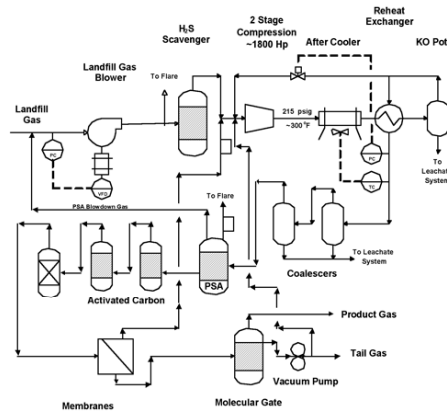 Reheat
Exchanger
H₂S
Scavenger
2 Stage
Compression
~1800 Hp
After Cooler
KO Pot
Landfill Gas
Blower
To Flare
Landfill
Gas
215 psig
~300°F
PC
VFD
PC
TC
To
Leachate
System
PSA Blowdown Gas
To Flare
To Leachate
System
Coalescers
PSA
Activated Carbon
Product Gas
Tail Gas
Vacuum Pump
Membranes
Molecular Gate